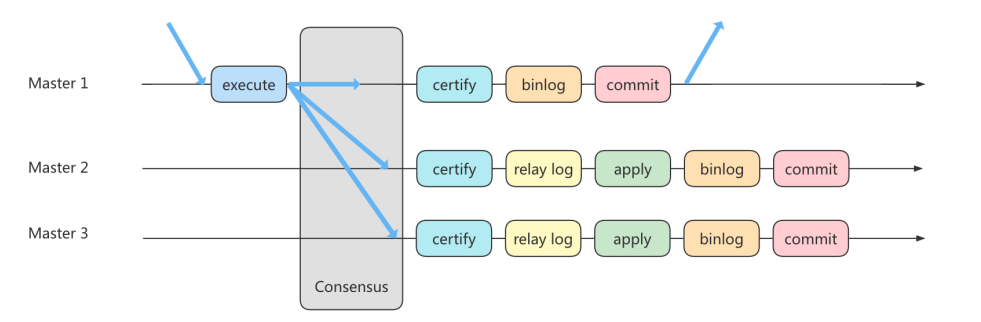 Master 1
execute
certify
binlog
commit
Master 2
certify
relay log
apply
binlog
commit
Master 3
certify
relay log
apply
binlog
commit
Consensus